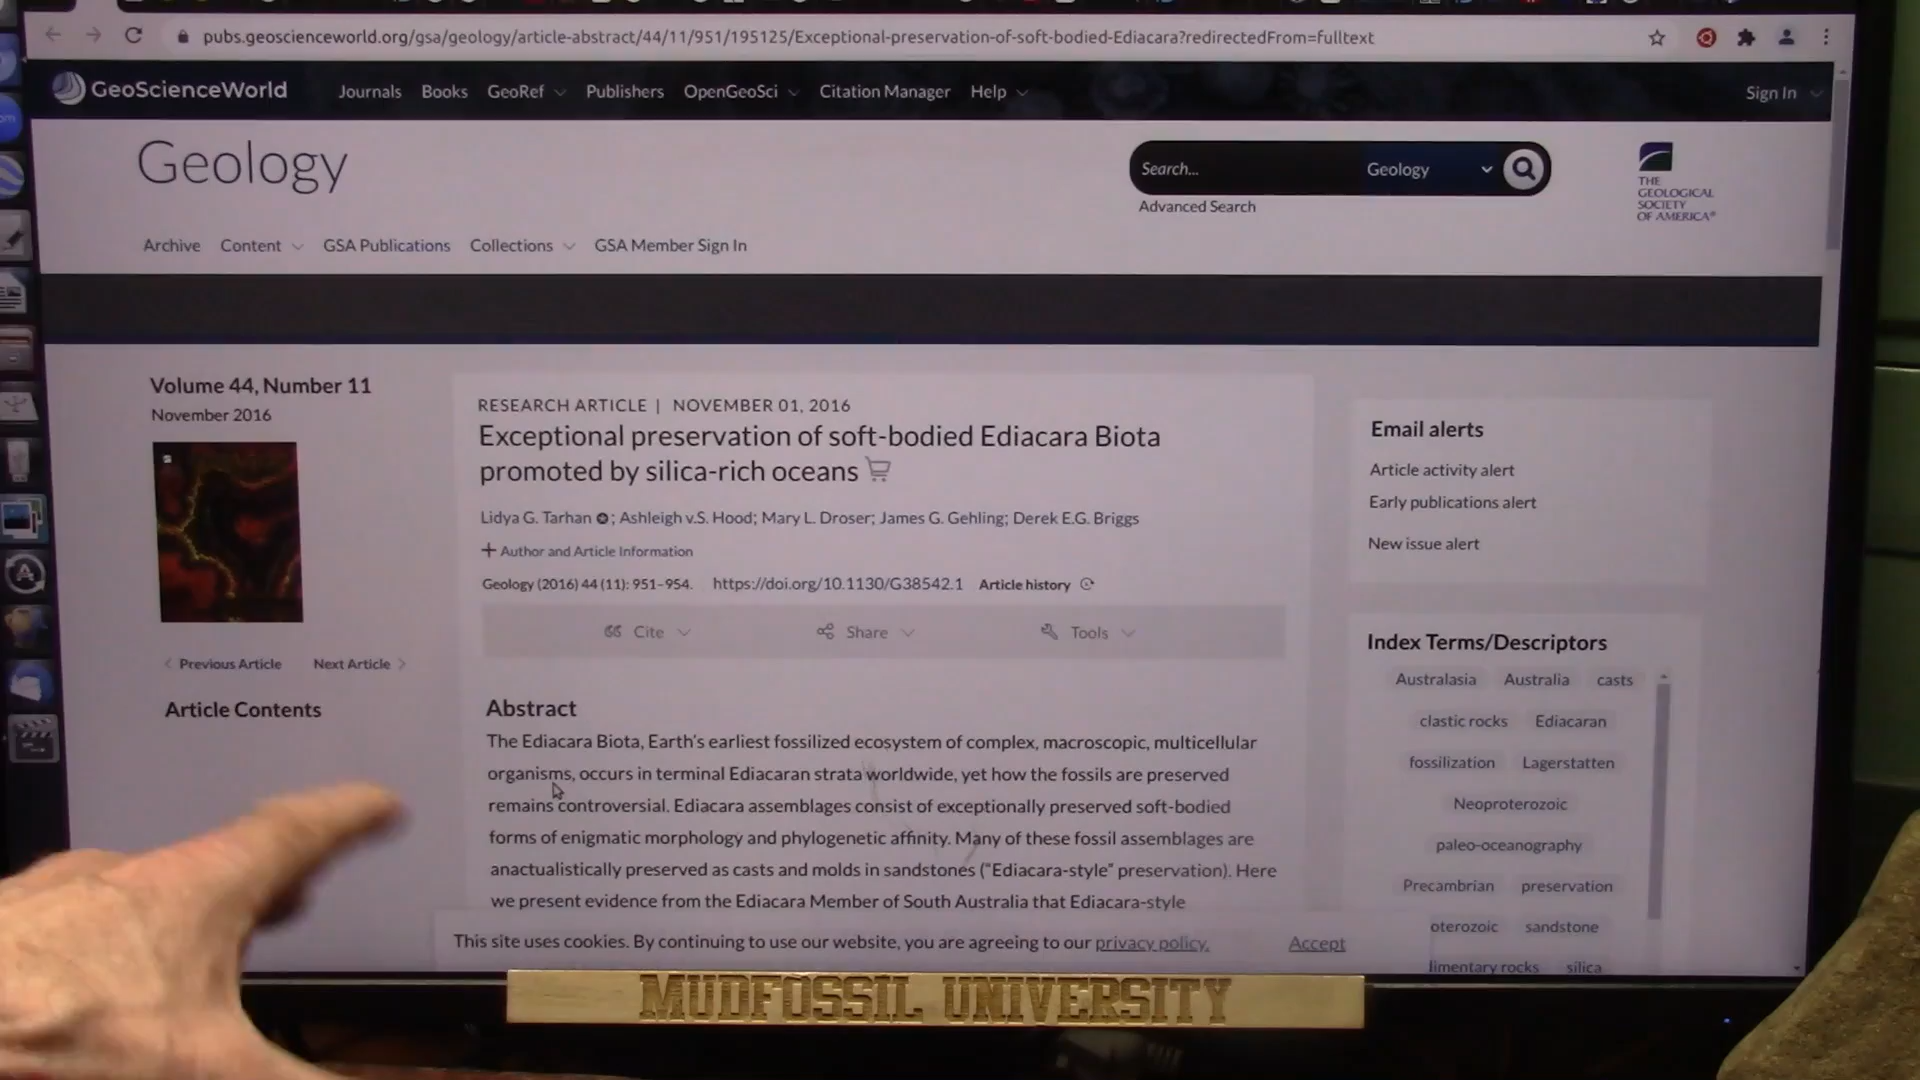 pubs.geoscienceworld.org/gsa/geology/article-abstract/44/11/951/195125/Exceptional-preservation-of-soft-bodied-Ediacara?redirectedFrom=fulltext
GeoScienceWorld
Journals Books GeoRef Publishers OpenGeoSci Citation Manager Help
Sign In
Geology
Search... Geology
Advanced Search
THE
GEOLOGICAL
SOCIETY
OF AMERICA®
Archive Content GSA Publications Collections GSA Member Sign In
Volume 44, Number 11
November 2016
Previous Article Next Article
Article Contents
RESEARCH ARTICLE | NOVEMBER 01, 2016
Exceptional preservation of soft-bodied Ediacara Biota
promoted by silica-rich oceans
Lidya G. Tarhan; Ashleigh v.S. Hood; Mary L. Droser; James G. Gehling; Derek E.G. Briggs
+ Author and Article Information
Geology (2016) 44 (11): 951–954. https://doi.org/10.1130/G38542.1 Article history
Cite Share Tools
Abstract
The Ediacara Biota, Earth's earliest fossilized ecosystem of complex, macroscopic, multicellular
organisms, occurs in terminal Ediacaran strata worldwide, yet how the fossils are preserved
remains controversial. Ediacara assemblages consist of exceptionally preserved soft-bodied
forms of enigmatic morphology and phylogenetic affinity. Many of these fossil assemblages are
anactualistically preserved as casts and molds in sandstones ("Ediacara-style" preservation). Here
we present evidence from the Ediacara Member of South Australia that Ediacara-style
This site uses cookies. By continuing to use our website, you are agreeing to our privacy policy. Accept
Email alerts
Article activity alert
Early publications alert
New issue alert
Index Terms/Descriptors
Australasia Australia casts
clastic rocks Ediacaran
fossilization Lagerstatten
Neoproterozoic
paleo-oceanography
Precambrian preservation
oterozoic sandstone
limentary rocks silica
MUDFOSSIL UNIVERSITY